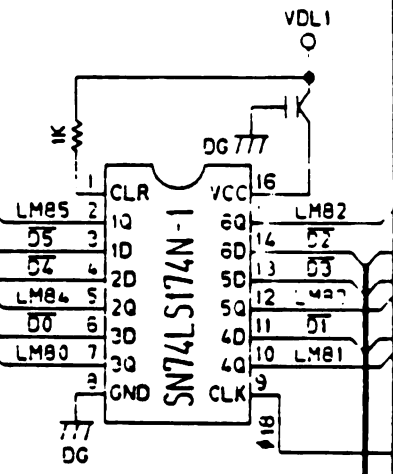 VDL1
1K
DG
1 CLR VCC 16
LM85 2 1Q 6Q LM82
D5 3 1D 6D 14 D2
D4 4 2D 5D 13 D3
LM84 5 2Q 5Q 12
D0 6 3D 4D 11 D1
LM80 7 3Q 4Q 10 LM81
8 GND CLK 9
SN74LS174N-1
φ18
DG